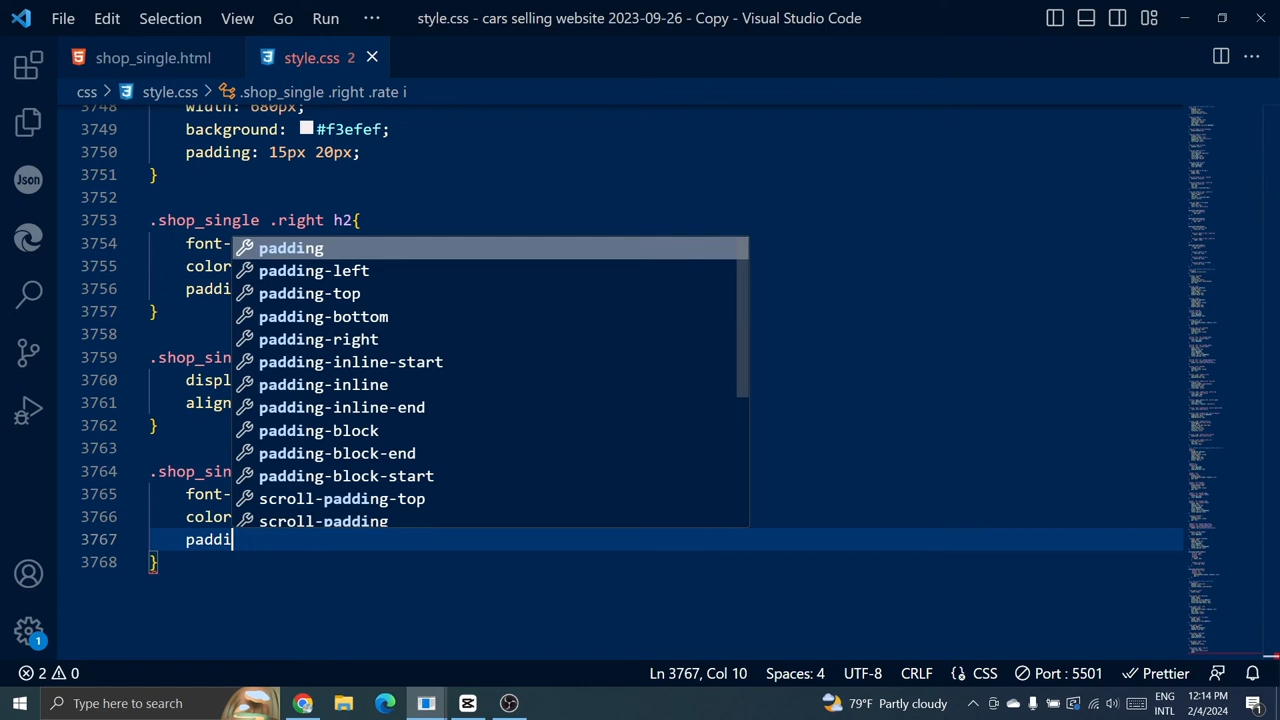 File Edit Selection View Go Run ··· style.css - cars selling website 2023-09-26 - Copy - Visual Studio Code
shop_single.html style.css 2
css > style.css > .shop_single .right .rate i
3748 width: 680px;
3749 background: #f3efef;
3750 padding: 15px 20px;
3751 }
3752
3753 .shop_single .right h2{
3754 font-
padding
3755 color
padding-left
3756 paddi
padding-top
3757 }
padding-bottom
3758
padding-right
3759 .shop_sin
padding-inline-start
3760 displ
padding-inline
3761 align
padding-inline-end
3762 }
padding-block
3763
padding-block-end
3764 .shop_sin
padding-block-start
3765 font-
scroll-padding-top
3766 color
scroll-padding
3767 paddi
3768 }
Json
1
2 0 Ln 3767, Col 10 Spaces: 4 UTF-8 CRLF {} CSS Port : 5501 Prettier
Type here to search 79°F Partly cloudy ENG INTL 12:14 PM 2/4/2024 1